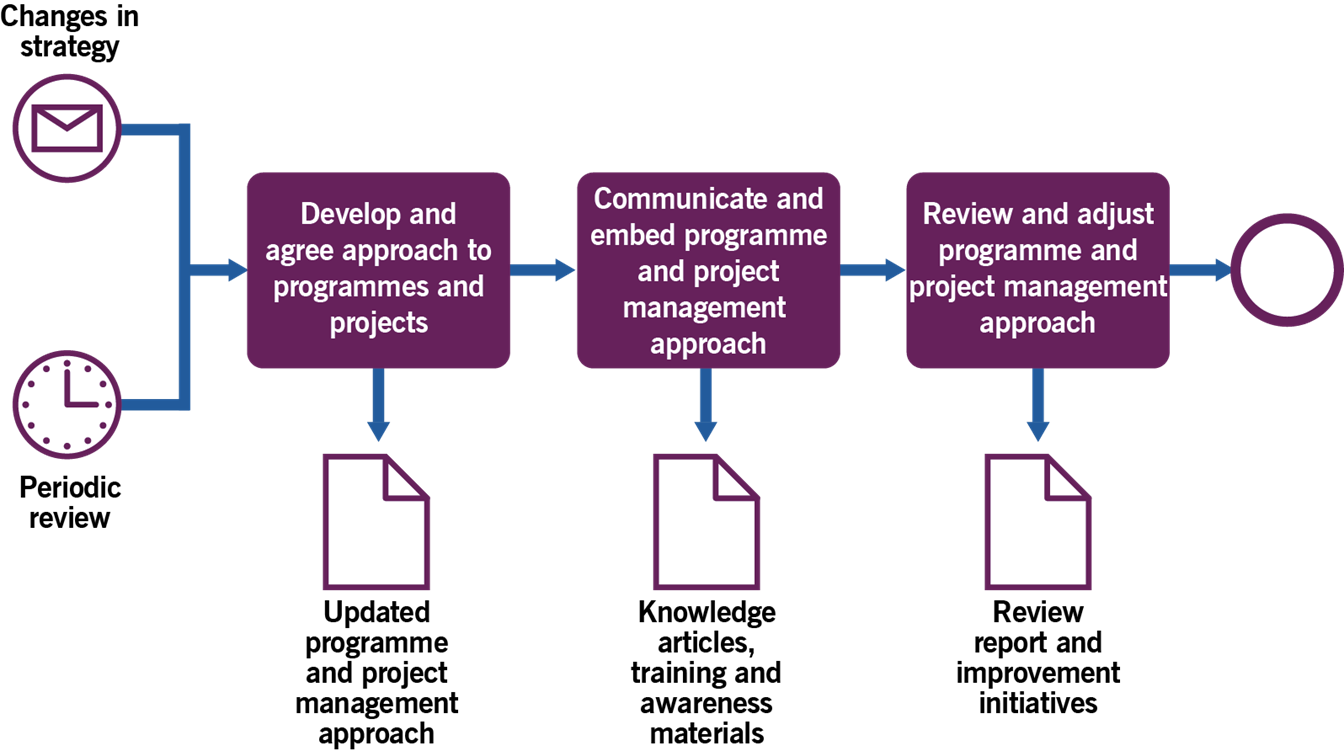 Changes in
strategy
Develop and
agree approach to
programmes and
projects
Communicate and
embed programme
and project
management
approach
Review and adjust
programme and
project management
approach
Periodic
review
Updated
programme
and project
management
approach
Knowledge
articles,
training and
awareness
materials
Review
report and
improvement
initiatives